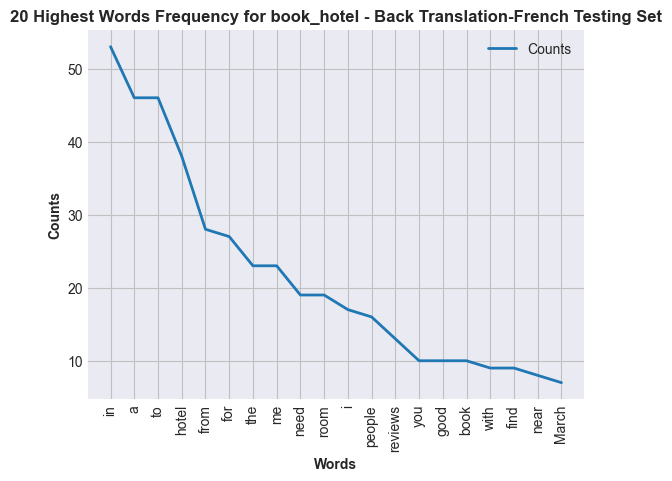 20 Highest Words Frequency for book_hotel - Back Translation-French Testing Set
Counts
50
40
30
20
10
Counts
in
a
to
hotel
from
for
the
me
need
room
i
people
reviews
you
good
book
with
find
near
March
Words